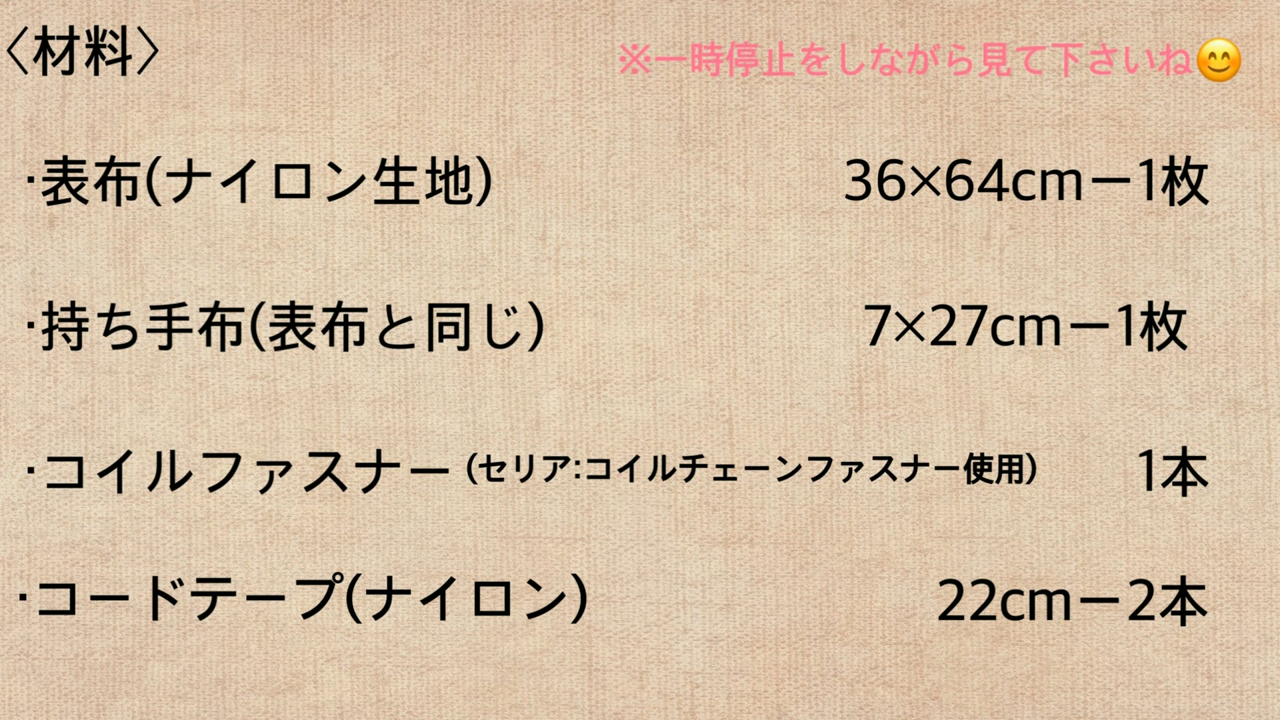 〈材料〉
※一時停止をしながら見て下さいね😊
·表布(ナイロン生地) 36×64cmー1枚
·持ち手布(表布と同じ) 7×27cmー1枚
·コイルファスナー (セリア:コイルチェーンファスナー使用) 1本
·コードテープ(ナイロン) 22cmー2本